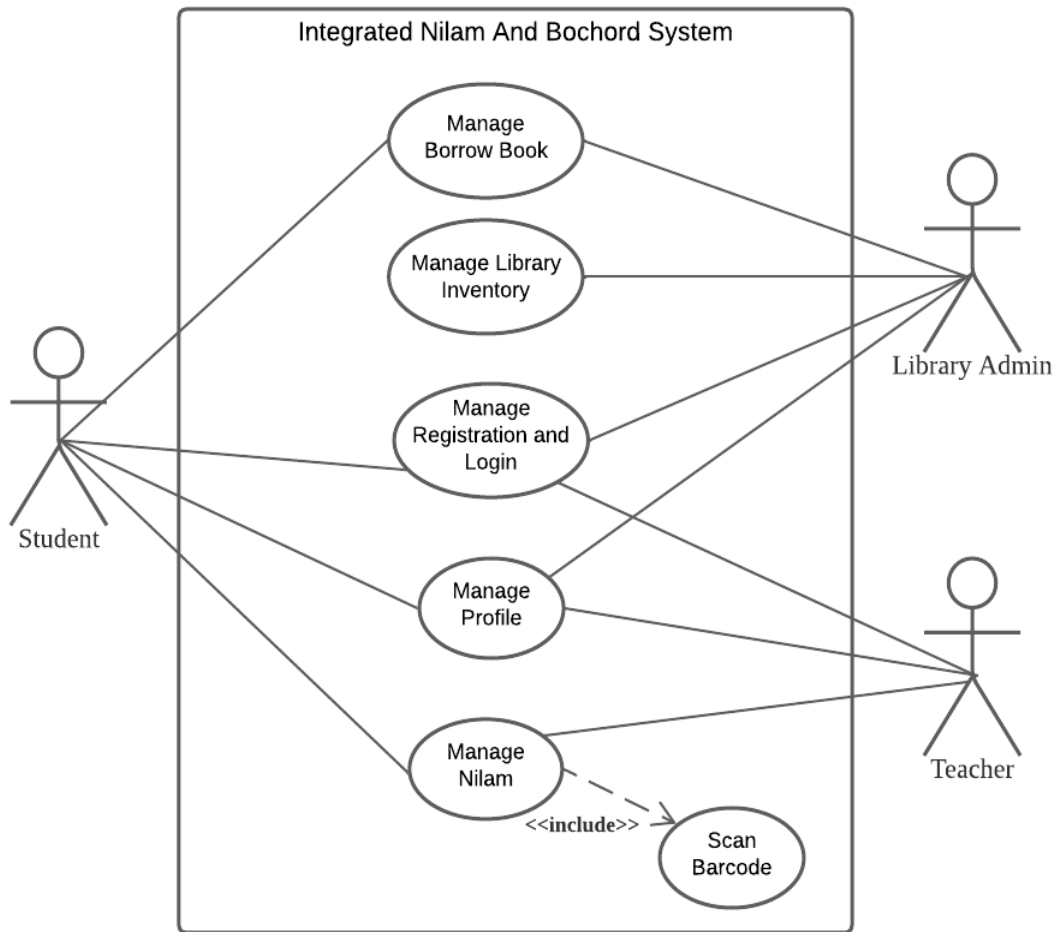 Integrated Nilam And Bochord System
Manage
Borrow Book
Manage Library
Inventory
Library Admin
Manage
Registration and
Login
Student
Manage
Profile
Manage
Nilam
Teacher
<<include>>
Scan
Barcode